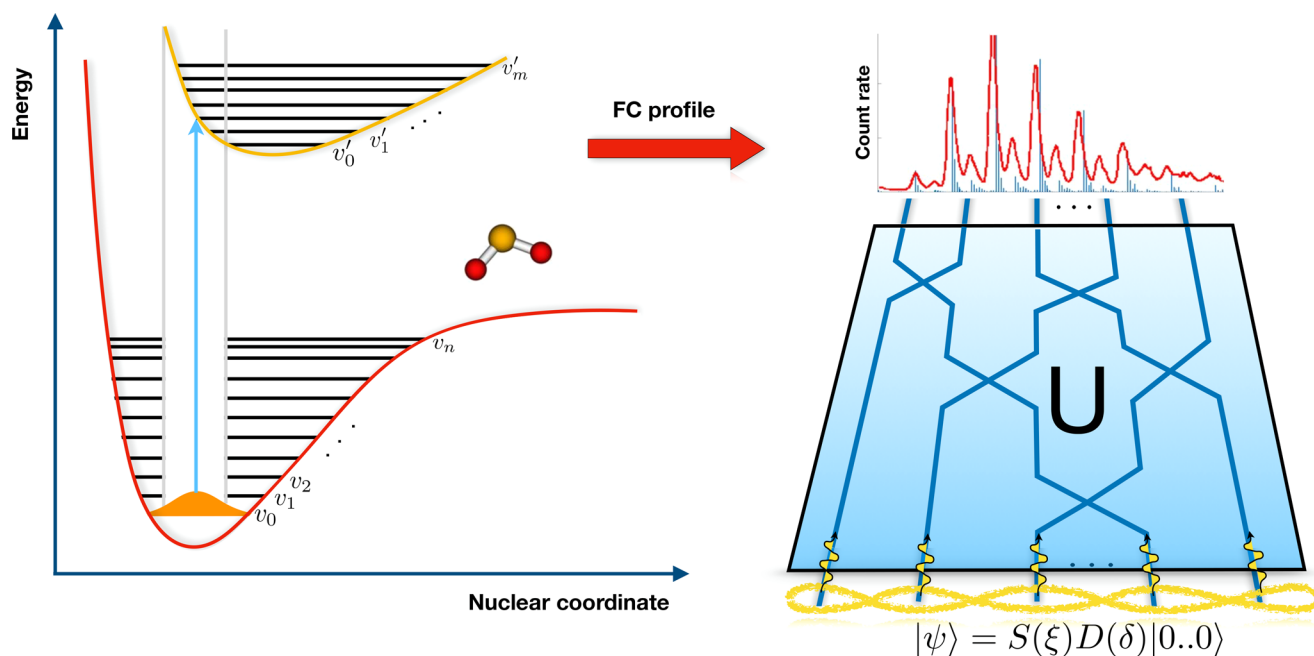 Energy
v′ₘ
v′₁
v′₀
. . .
FC profile
Count rate
. . .
vₙ
. . .
v₂
v₁
v₀
U
. . .
Nuclear coordinate
|ψ⟩ = S(ξ)D(δ)|0..0⟩